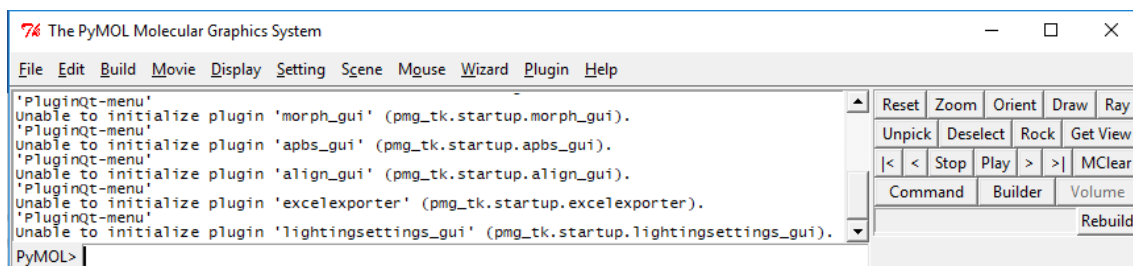 The PyMOL Molecular Graphics System
File Edit Build Movie Display Setting Scene Mouse Wizard Plugin Help
'PluginQt-menu'
Unable to initialize plugin 'morph_gui' (pmg_tk.startup.morph_gui).
'PluginQt-menu'
Unable to initialize plugin 'apbs_gui' (pmg_tk.startup.apbs_gui).
'PluginQt-menu'
Unable to initialize plugin 'align_gui' (pmg_tk.startup.align_gui).
'PluginQt-menu'
Unable to initialize plugin 'excelexporter' (pmg_tk.startup.excelexporter).
'PluginQt-menu'
Unable to initialize plugin 'lightingsettings_gui' (pmg_tk.startup.lightingsettings_gui).
PyMOL>
Reset Zoom Orient Draw Ray
Unpick Deselect Rock Get View
|< < Stop Play > >| MClear
Command Builder Volume
Rebuild